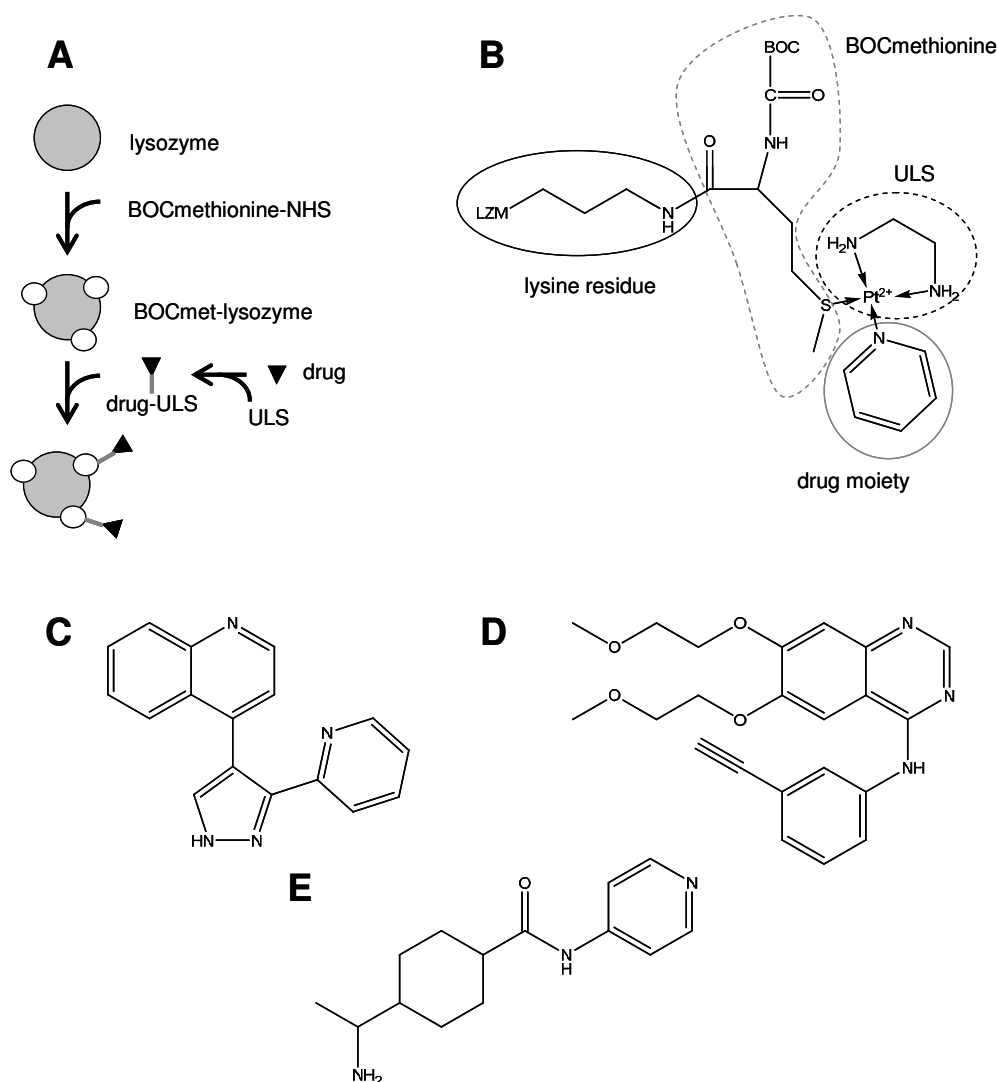 A
lysozyme
BOCmethionine-NHS
BOCmet-lysozyme
drug
drug-ULS
ULS
B
BOC
BOCmethionine
C
O
NH
O
ULS
LZM
N
H
H₂N
NH₂
lysine residue
S
Pt²⁺
N
drug moiety
C
N
N
HN
N
D
O
N
O
O
N
O
NH
E
O
N
N
H
NH₂